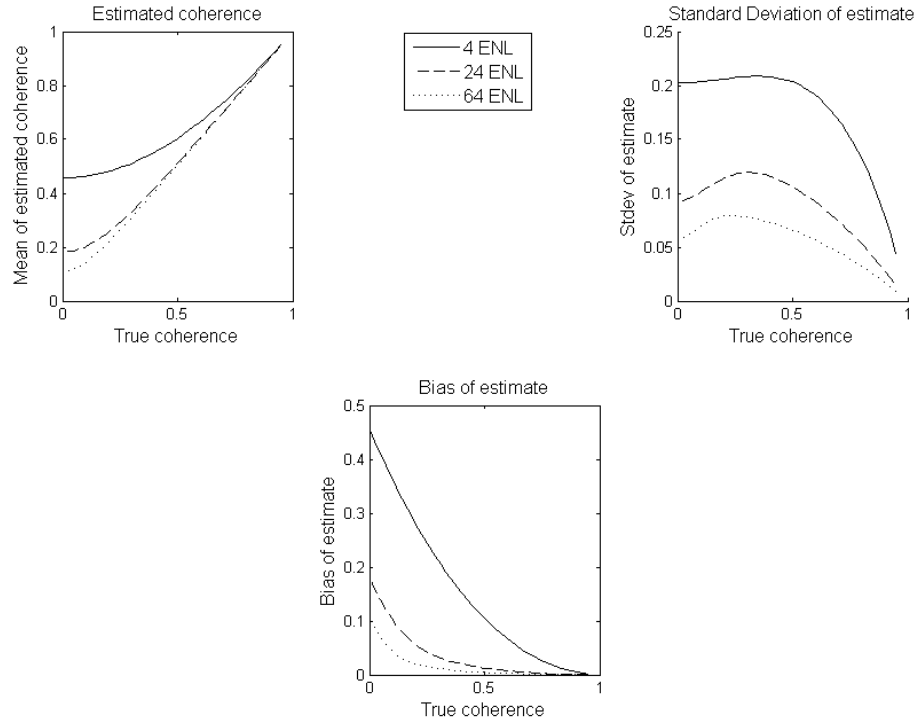 Estimated coherence
Mean of estimated coherence
1
0.8
0.6
0.4
0.2
0
0
0.5
1
True coherence
4 ENL
24 ENL
64 ENL
Standard Deviation of estimate
Stdev of estimate
0.25
0.2
0.15
0.1
0.05
0
0
0.5
1
True coherence
Bias of estimate
Bias of estimate
0.5
0.4
0.3
0.2
0.1
0
0
0.5
1
True coherence